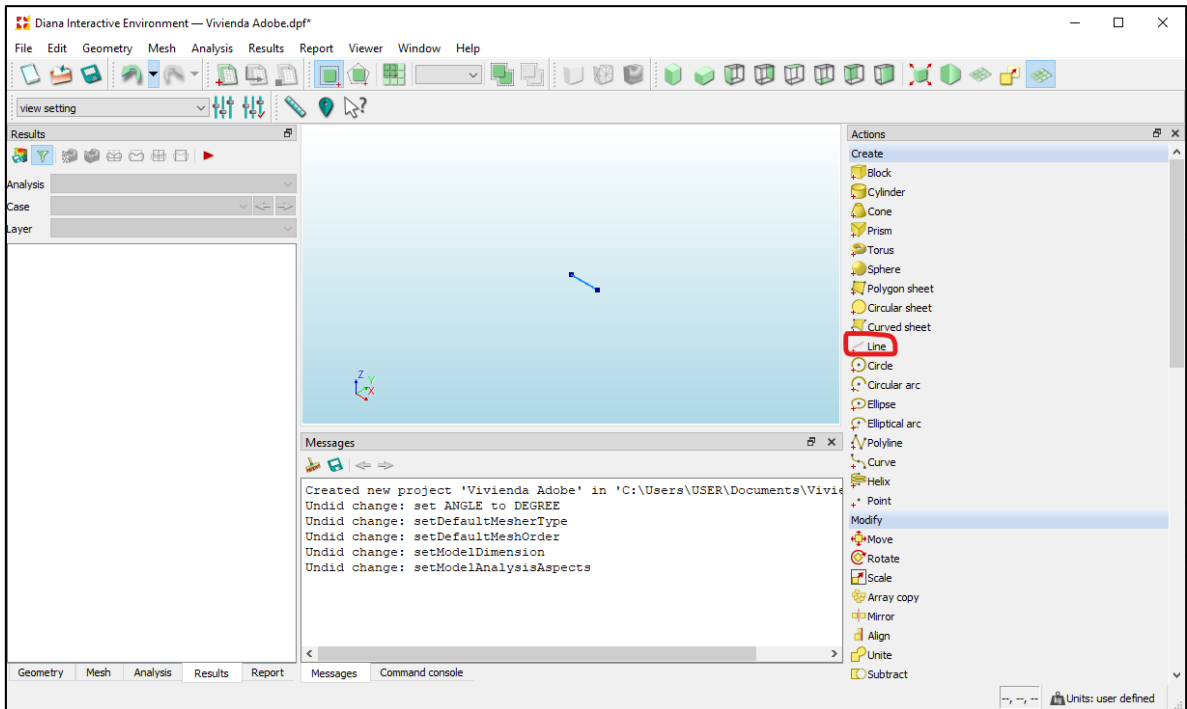 Diana Interactive Environment — Vivienda Adobe.dpf*
File Edit Geometry Mesh Analysis Results Report Viewer Window Help
view setting
Results
Analysis
Case
Layer
Z
Y
X
Messages
Created new project 'Vivienda Adobe' in 'C:\Users\USER\Documents\Vivie
Undid change: set ANGLE to DEGREE
Undid change: setDefaultMesherType
Undid change: setDefaultMeshOrder
Undid change: setModelDimension
Undid change: setModelAnalysisAspects
Geometry Mesh Analysis Results Report
Messages Command console
Actions
Create
Block
Cylinder
Cone
Prism
Torus
Sphere
Polygon sheet
Circular sheet
Curved sheet
Line
Circle
Circular arc
Ellipse
Elliptical arc
Polyline
Curve
Helix
Point
Modify
Move
Rotate
Scale
Array copy
Mirror
Align
Unite
Subtract
--, --, -- Units: user defined